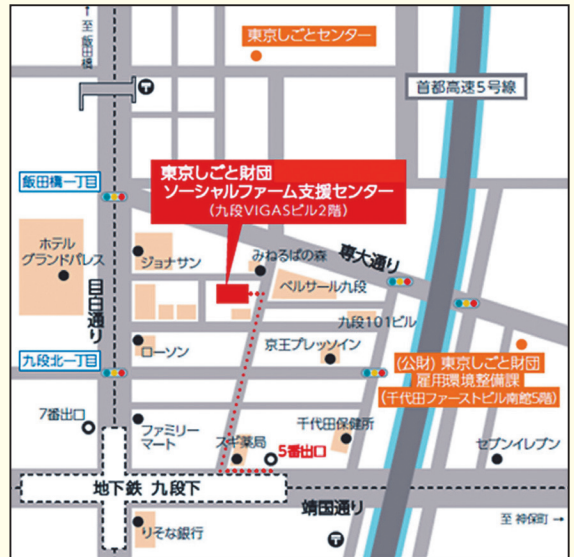 ←至 飯田橋
東京しごとセンター
首都高速5号線
東京しごと財団
ソーシャルファーム支援センター
(九段VIGASビル2階)
飯田橋一丁目
ホテル
グランドパレス
目白通り
ジョナサン
みねるばの森
専大通り
ベルサール九段
九段101ビル
ローソン
京王プレッソイン
九段北一丁目
(公財) 東京しごと財団
雇用環境整備課
(千代田ファーストビル南館5階)
7番出口
ファミリー
マート
スギ薬局
5番出口
千代田保健所
セブンイレブン
地下鉄 九段下
靖国通り
至 神保町→
りそな銀行